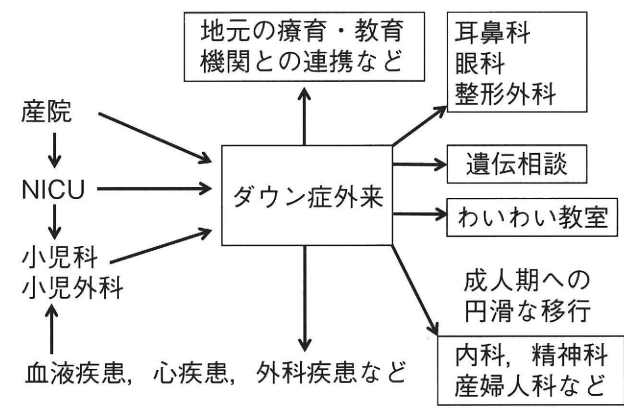 地元の療育・教育
機関との連携など
耳鼻科
眼科
整形外科
産院
NICU
小児科
小児外科
ダウン症外来
遺伝相談
わいわい教室
成人期への
円滑な移行
内科，精神科
産婦人科など
血液疾患，心疾患，外科疾患など